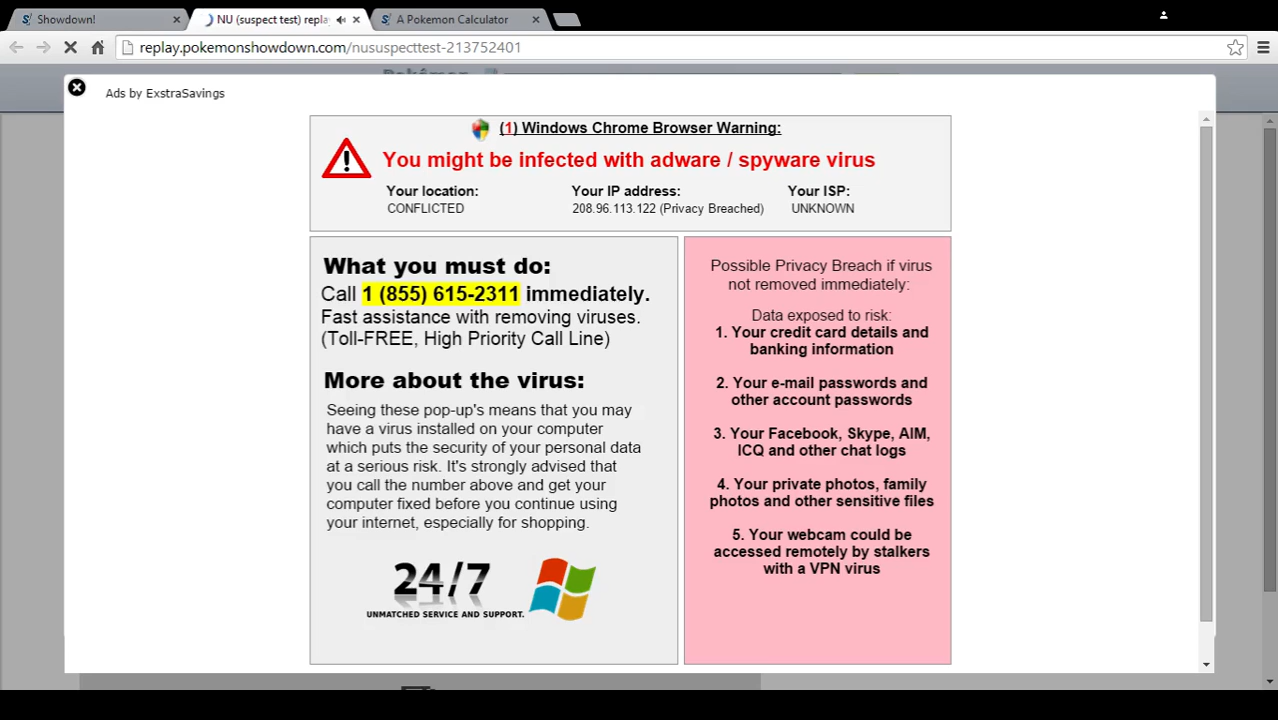 Showdown!
NU (suspect test) repla
A Pokemon Calculator
replay.pokemonshowdown.com/nususpecttest-213752401
Ads by ExstraSavings
(1) Windows Chrome Browser Warning:
You might be infected with adware / spyware virus
Your location:
CONFLICTED
Your IP address:
208.96.113.122 (Privacy Breached)
Your ISP:
UNKNOWN
What you must do:
Call 1 (855) 615-2311 immediately.
Fast assistance with removing viruses.
(Toll-FREE, High Priority Call Line)
More about the virus:
Seeing these pop-up's means that you may
have a virus installed on your computer
which puts the security of your personal data
at a serious risk. It's strongly advised that
you call the number above and get your
computer fixed before you continue using
your internet, especially for shopping.
24/7
UNMATCHED SERVICE AND SUPPORT.
Possible Privacy Breach if virus
not removed immediately:
Data exposed to risk:
1. Your credit card details and
banking information
2. Your e-mail passwords and
other account passwords
3. Your Facebook, Skype, AIM,
ICQ and other chat logs
4. Your private photos, family
photos and other sensitive files
5. Your webcam could be
accessed remotely by stalkers
with a VPN virus